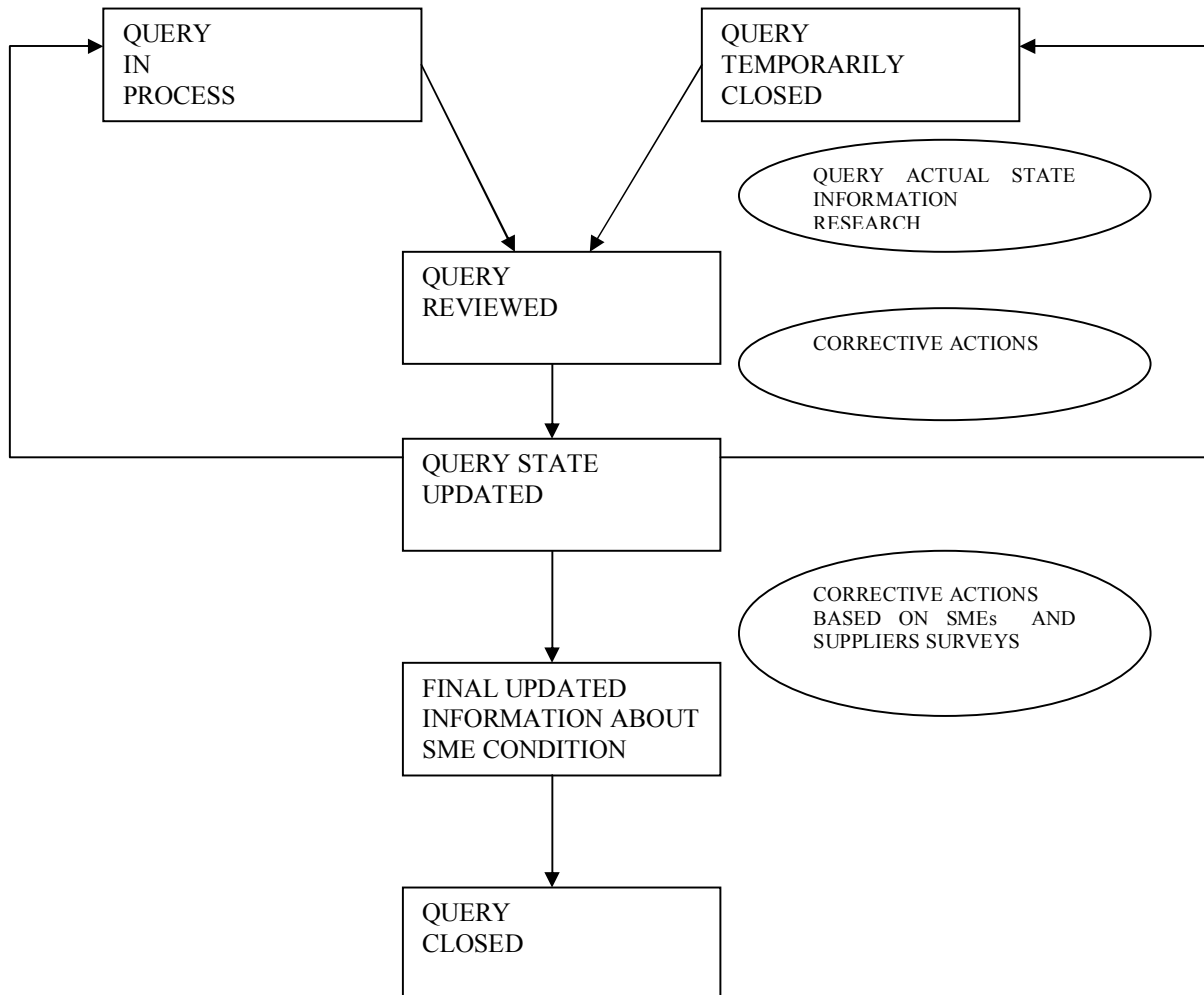 QUERY
IN
PROCESS
QUERY
TEMPORARILY
CLOSED
QUERY ACTUAL STATE
INFORMATION
RESEARCH
QUERY
REVIEWED
CORRECTIVE ACTIONS
QUERY STATE
UPDATED
CORRECTIVE ACTIONS
BASED ON SMEs AND
SUPPLIERS SURVEYS
FINAL UPDATED
INFORMATION ABOUT
SME CONDITION
QUERY
CLOSED